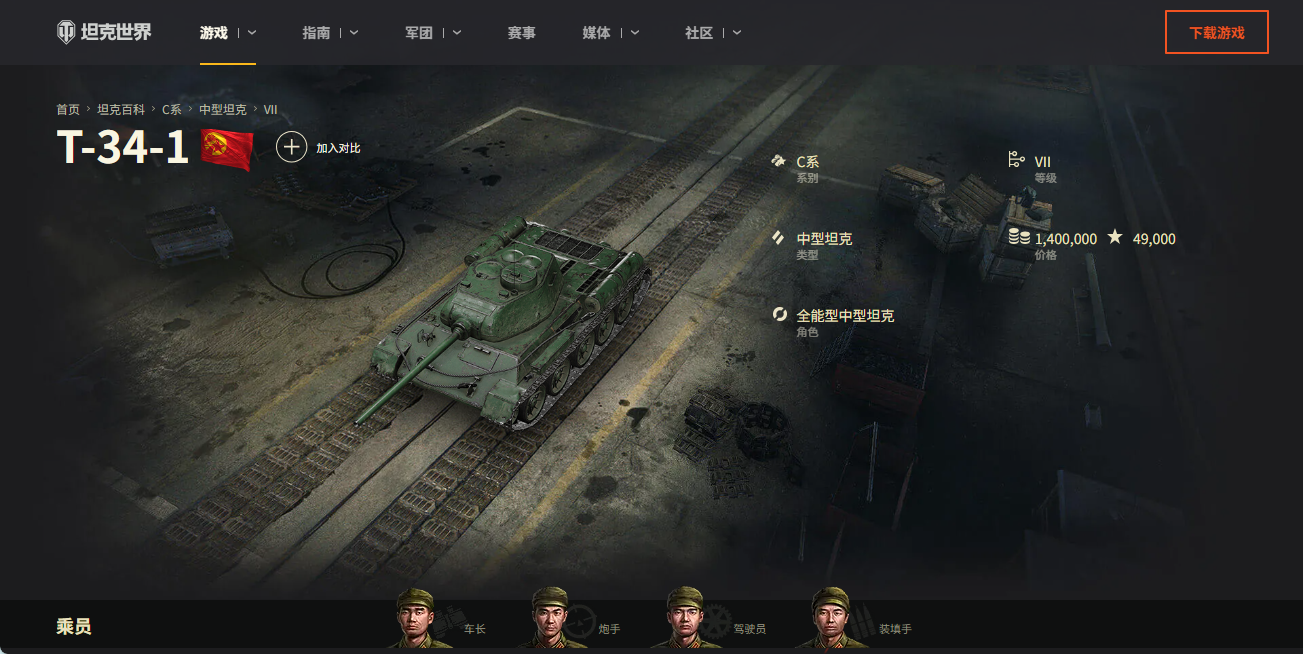 坦克世界 游戏 指南 军团 赛事 媒体 社区 下载游戏
首页 › 坦克百科 › C系 › 中型坦克 › VII
T-34-1 加入对比
C系 VII
系别 等级
中型坦克 1,400,000 49,000
类型 价格
全能型中型坦克
角色
乘员 车长 炮手 驾驶员 装填手